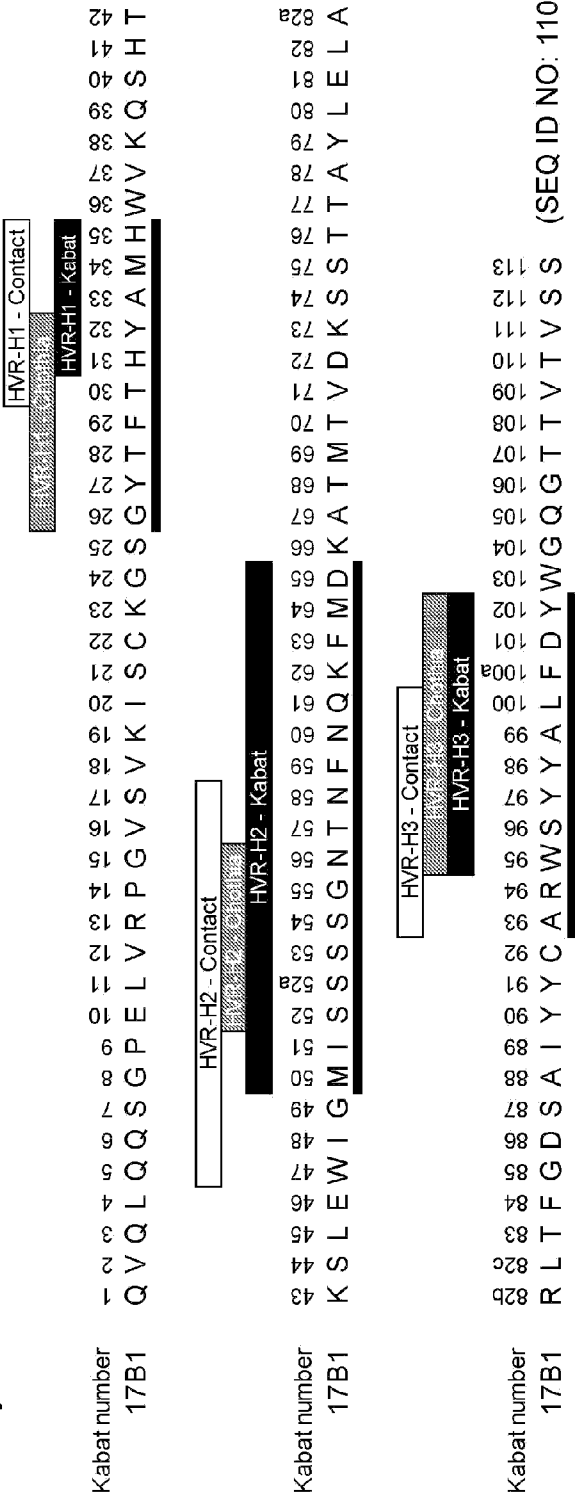 HVR-H1 - Contact
HVR-H1 - Kabat
Kabat number 1 2 3 4 5 6 7 8 9 10 11 12 13 14 15 16 17 18 19 20 21 22 23 24 25 26 27 28 29 30 31 32 33 34 35 36 37 38 39 40 41 42
17B1 Q V Q L Q Q S G P E L V R P G V S V K I S C K G S G Y T F T H Y A M H W V K Q S H T
HVR-H2 - Contact
HVR-H2 - Kabat
Kabat number 43 44 45 46 47 48 49 50 51 52 52a 53 54 55 56 57 58 59 60 61 62 63 64 65 66 67 68 69 70 71 72 73 74 75 76 77 78 79 80 81 82 82a
17B1 K S L E W I G M I S S S S G N T N F N Q K F M D K A T M T V D K S S T T A Y L E L A
HVR-H3 - Contact
HVR-H3 - Kabat
Kabat number 82b 82c 83 84 85 86 87 88 89 90 91 92 93 94 95 96 97 98 99 100 100a 101 102 103 104 105 106 107 108 109 110 111 112 113
17B1 R L T F G D S A I Y Y C A R W S Y Y A L F D Y W G Q G T T V T V S S (SEQ ID NO: 110